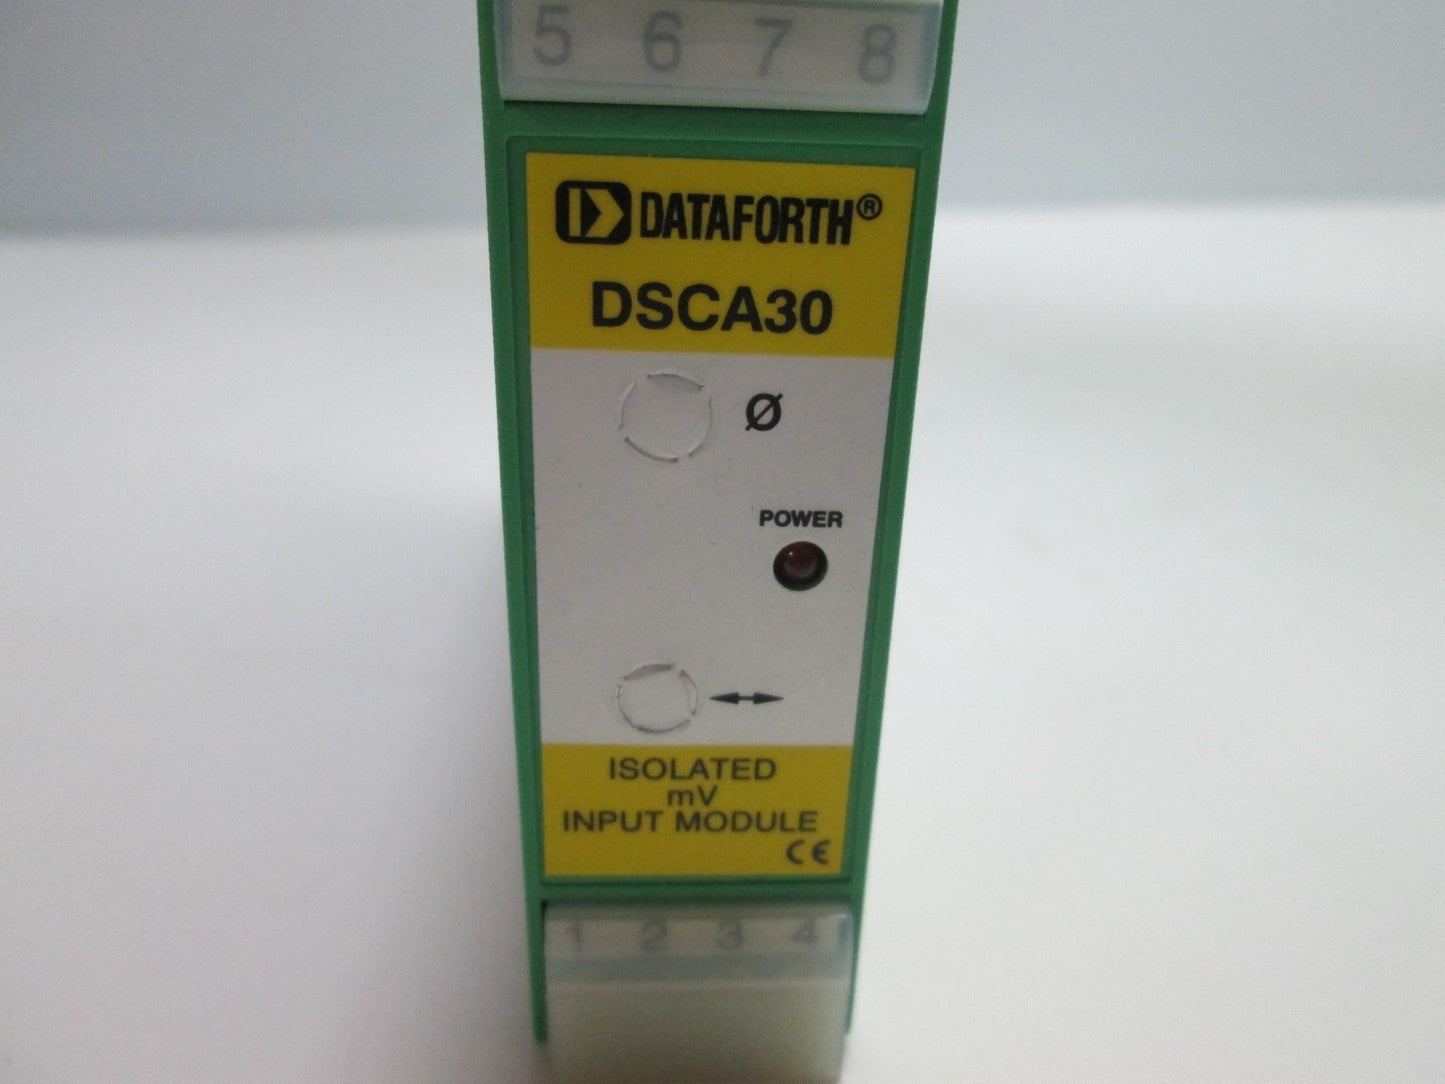 5 6 7 8
DATAFORTH®
DSCA30
Ø
POWER
ISOLATED
mV
INPUT MODULE
CE
1 2 3 4